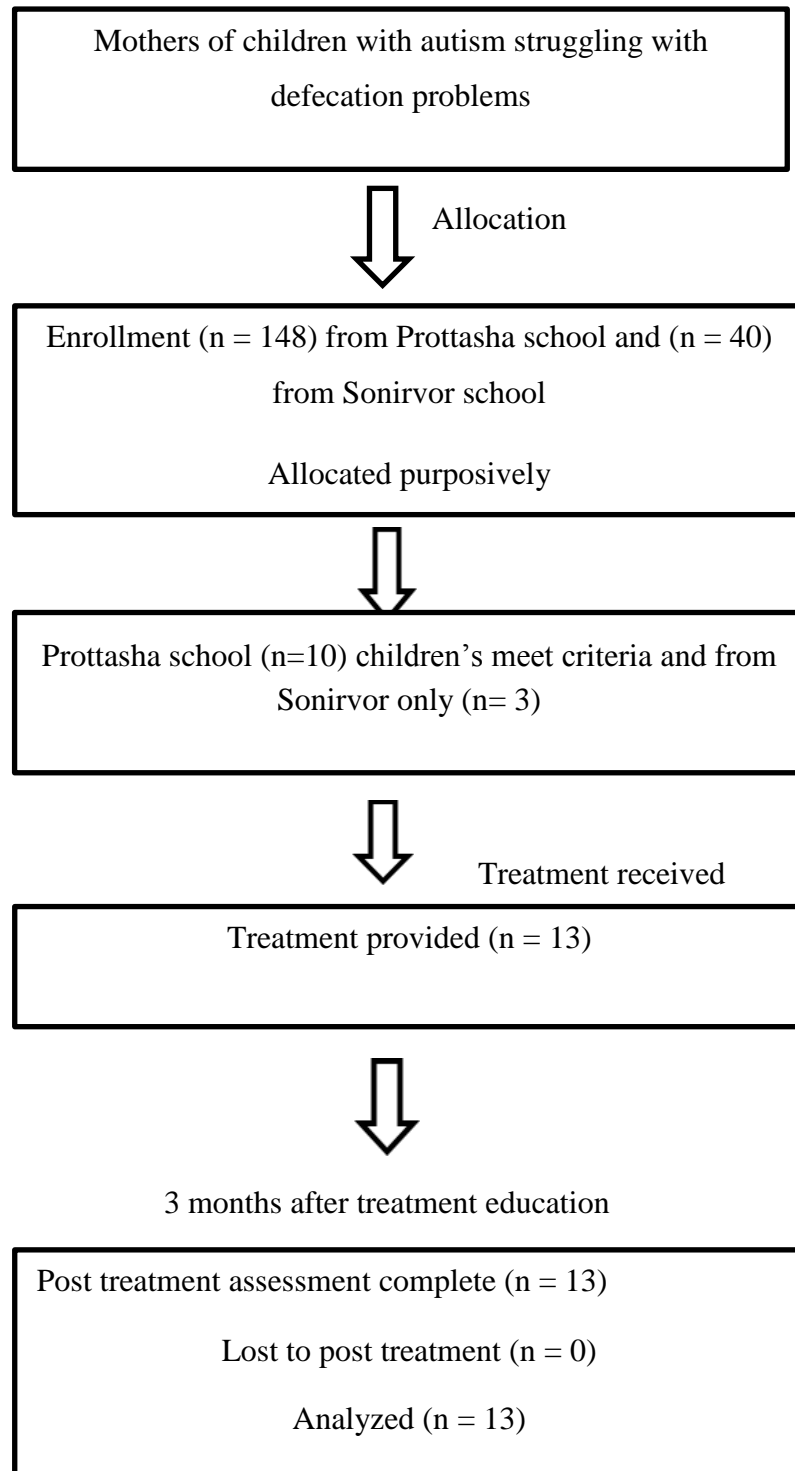 Mothers of children with autism struggling with
defecation problems
Allocation
Enrollment (n = 148) from Prottasha school and (n = 40)
from Sonirvor school
Allocated purposively
Prottasha school (n=10) children’s meet criteria and from
Sonirvor only (n= 3)
Treatment received
Treatment provided (n = 13)
3 months after treatment education
Post treatment assessment complete (n = 13)
Lost to post treatment (n = 0)
Analyzed (n = 13)